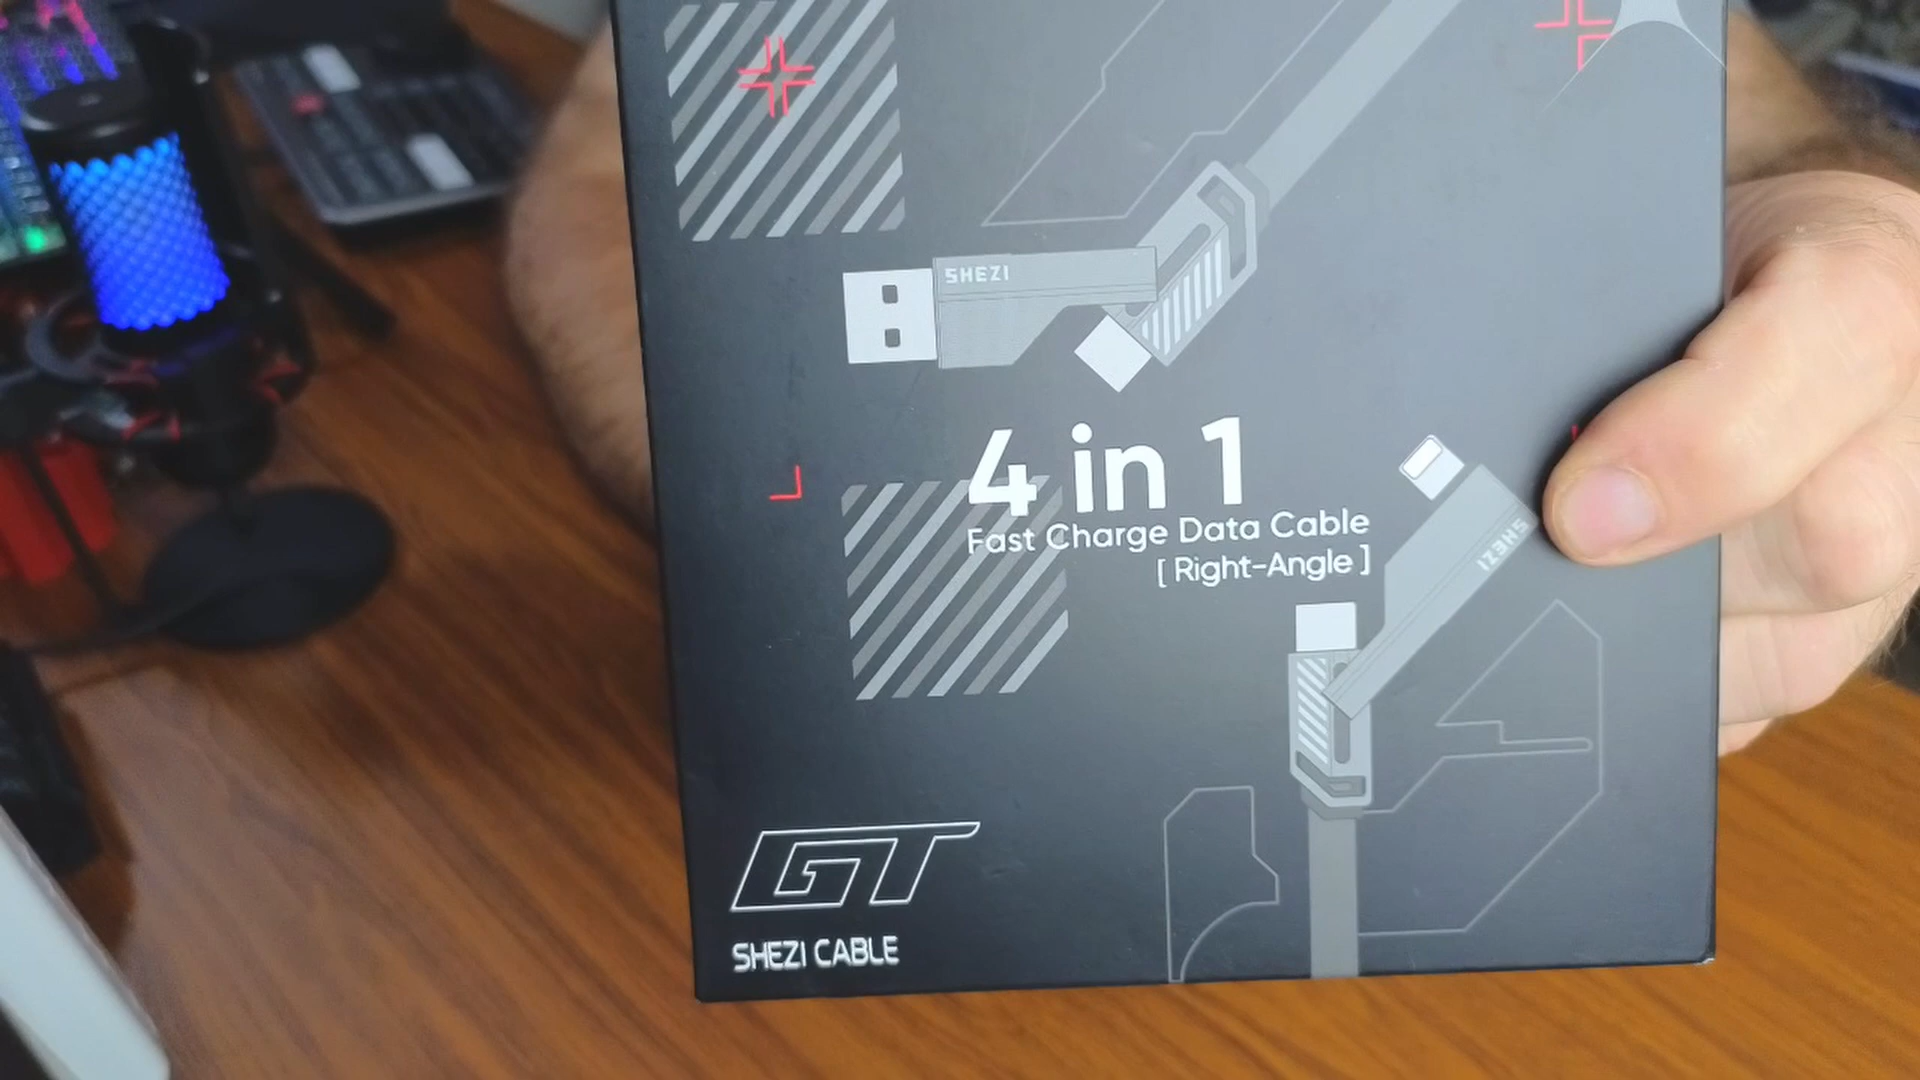 SHEZI
4 in 1
Fast Charge Data Cable
[ Right-Angle ]
SHEZI
GT
SHEZI CABLE